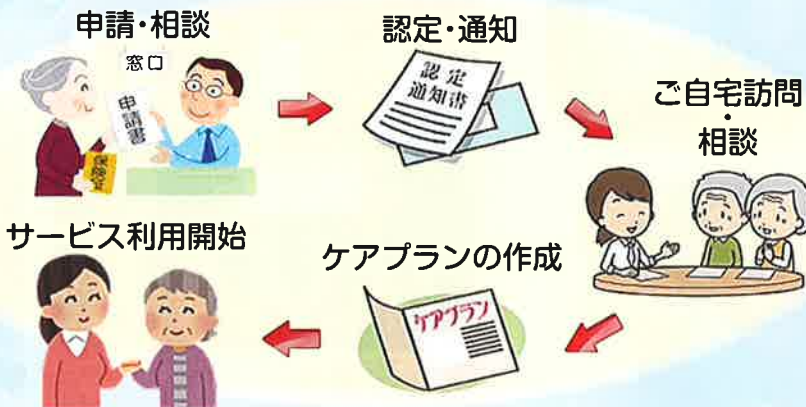 申請・相談
窓口
申請書
保険証
認定・通知
認定
通知書
ご自宅訪問
・
相談
ケアプランの作成
ケアプラン
サービス利用開始